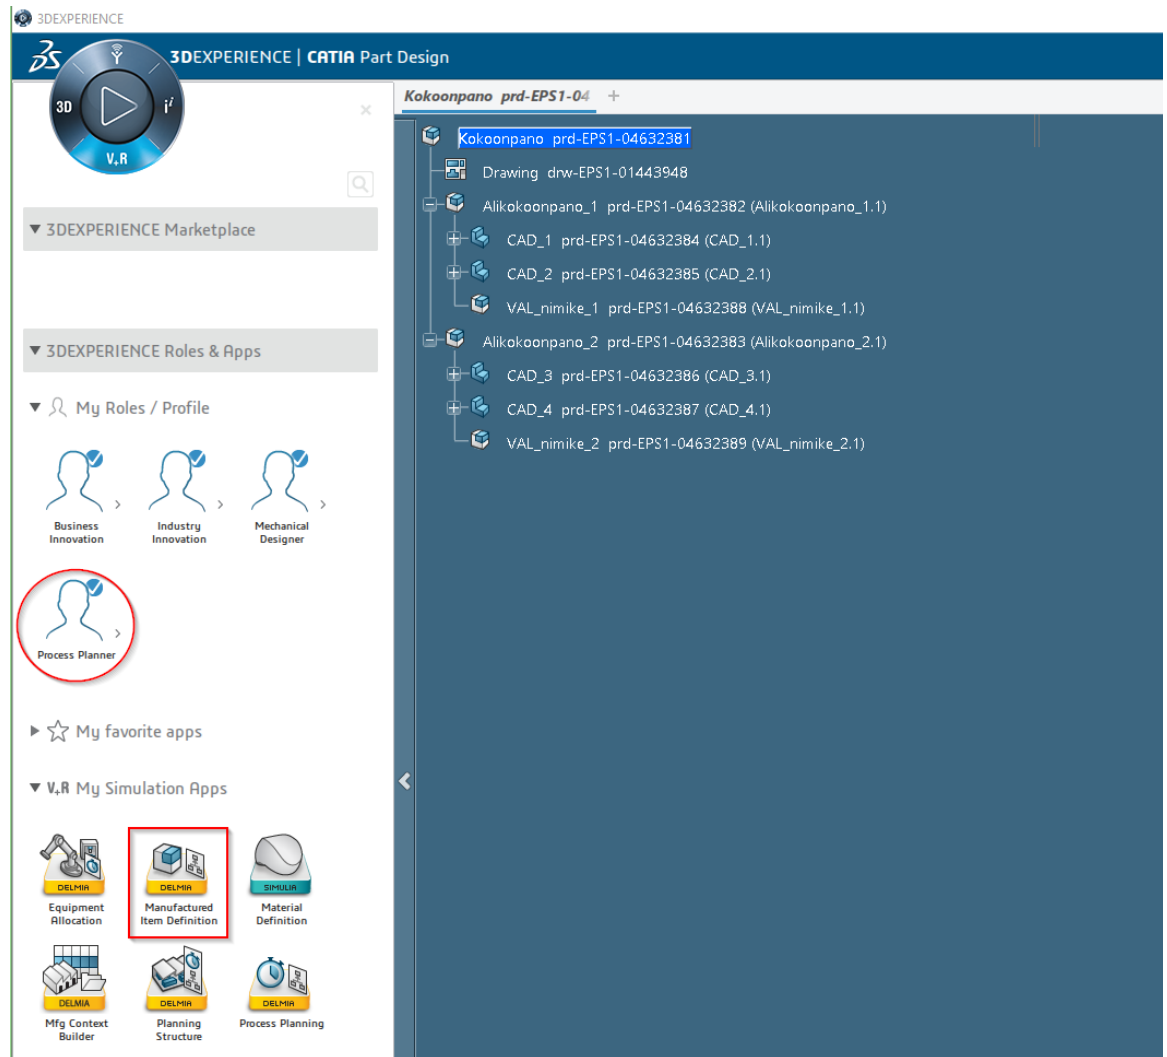 3DEXPERIENCE
3DEXPERIENCE | CATIA Part Design
3D
i'
V+R
Kokoonpano prd-EPS1-04
Kokoonpano prd-EPS1-04632381
Drawing drw-EPS1-01443948
Alikokoonpano_1 prd-EPS1-04632382 (Alikokoonpano_1.1)
CAD_1 prd-EPS1-04632384 (CAD_1.1)
CAD_2 prd-EPS1-04632385 (CAD_2.1)
VAL_nimike_1 prd-EPS1-04632388 (VAL_nimike_1.1)
Alikokoonpano_2 prd-EPS1-04632383 (Alikokoonpano_2.1)
CAD_3 prd-EPS1-04632386 (CAD_3.1)
CAD_4 prd-EPS1-04632387 (CAD_4.1)
VAL_nimike_2 prd-EPS1-04632389 (VAL_nimike_2.1)
3DEXPERIENCE Marketplace
3DEXPERIENCE Roles & Apps
My Roles / Profile
Business
Innovation
Industry
Innovation
Mechanical
Designer
Process Planner
My favorite apps
V+R My Simulation Apps
DELMIA
Equipment
Allocation
DELMIA
Manufactured
Item Definition
SIMULIA
Material
Definition
DELMIA
Mfg Context
Builder
DELMIA
Planning
Structure
DELMIA
Process Planning